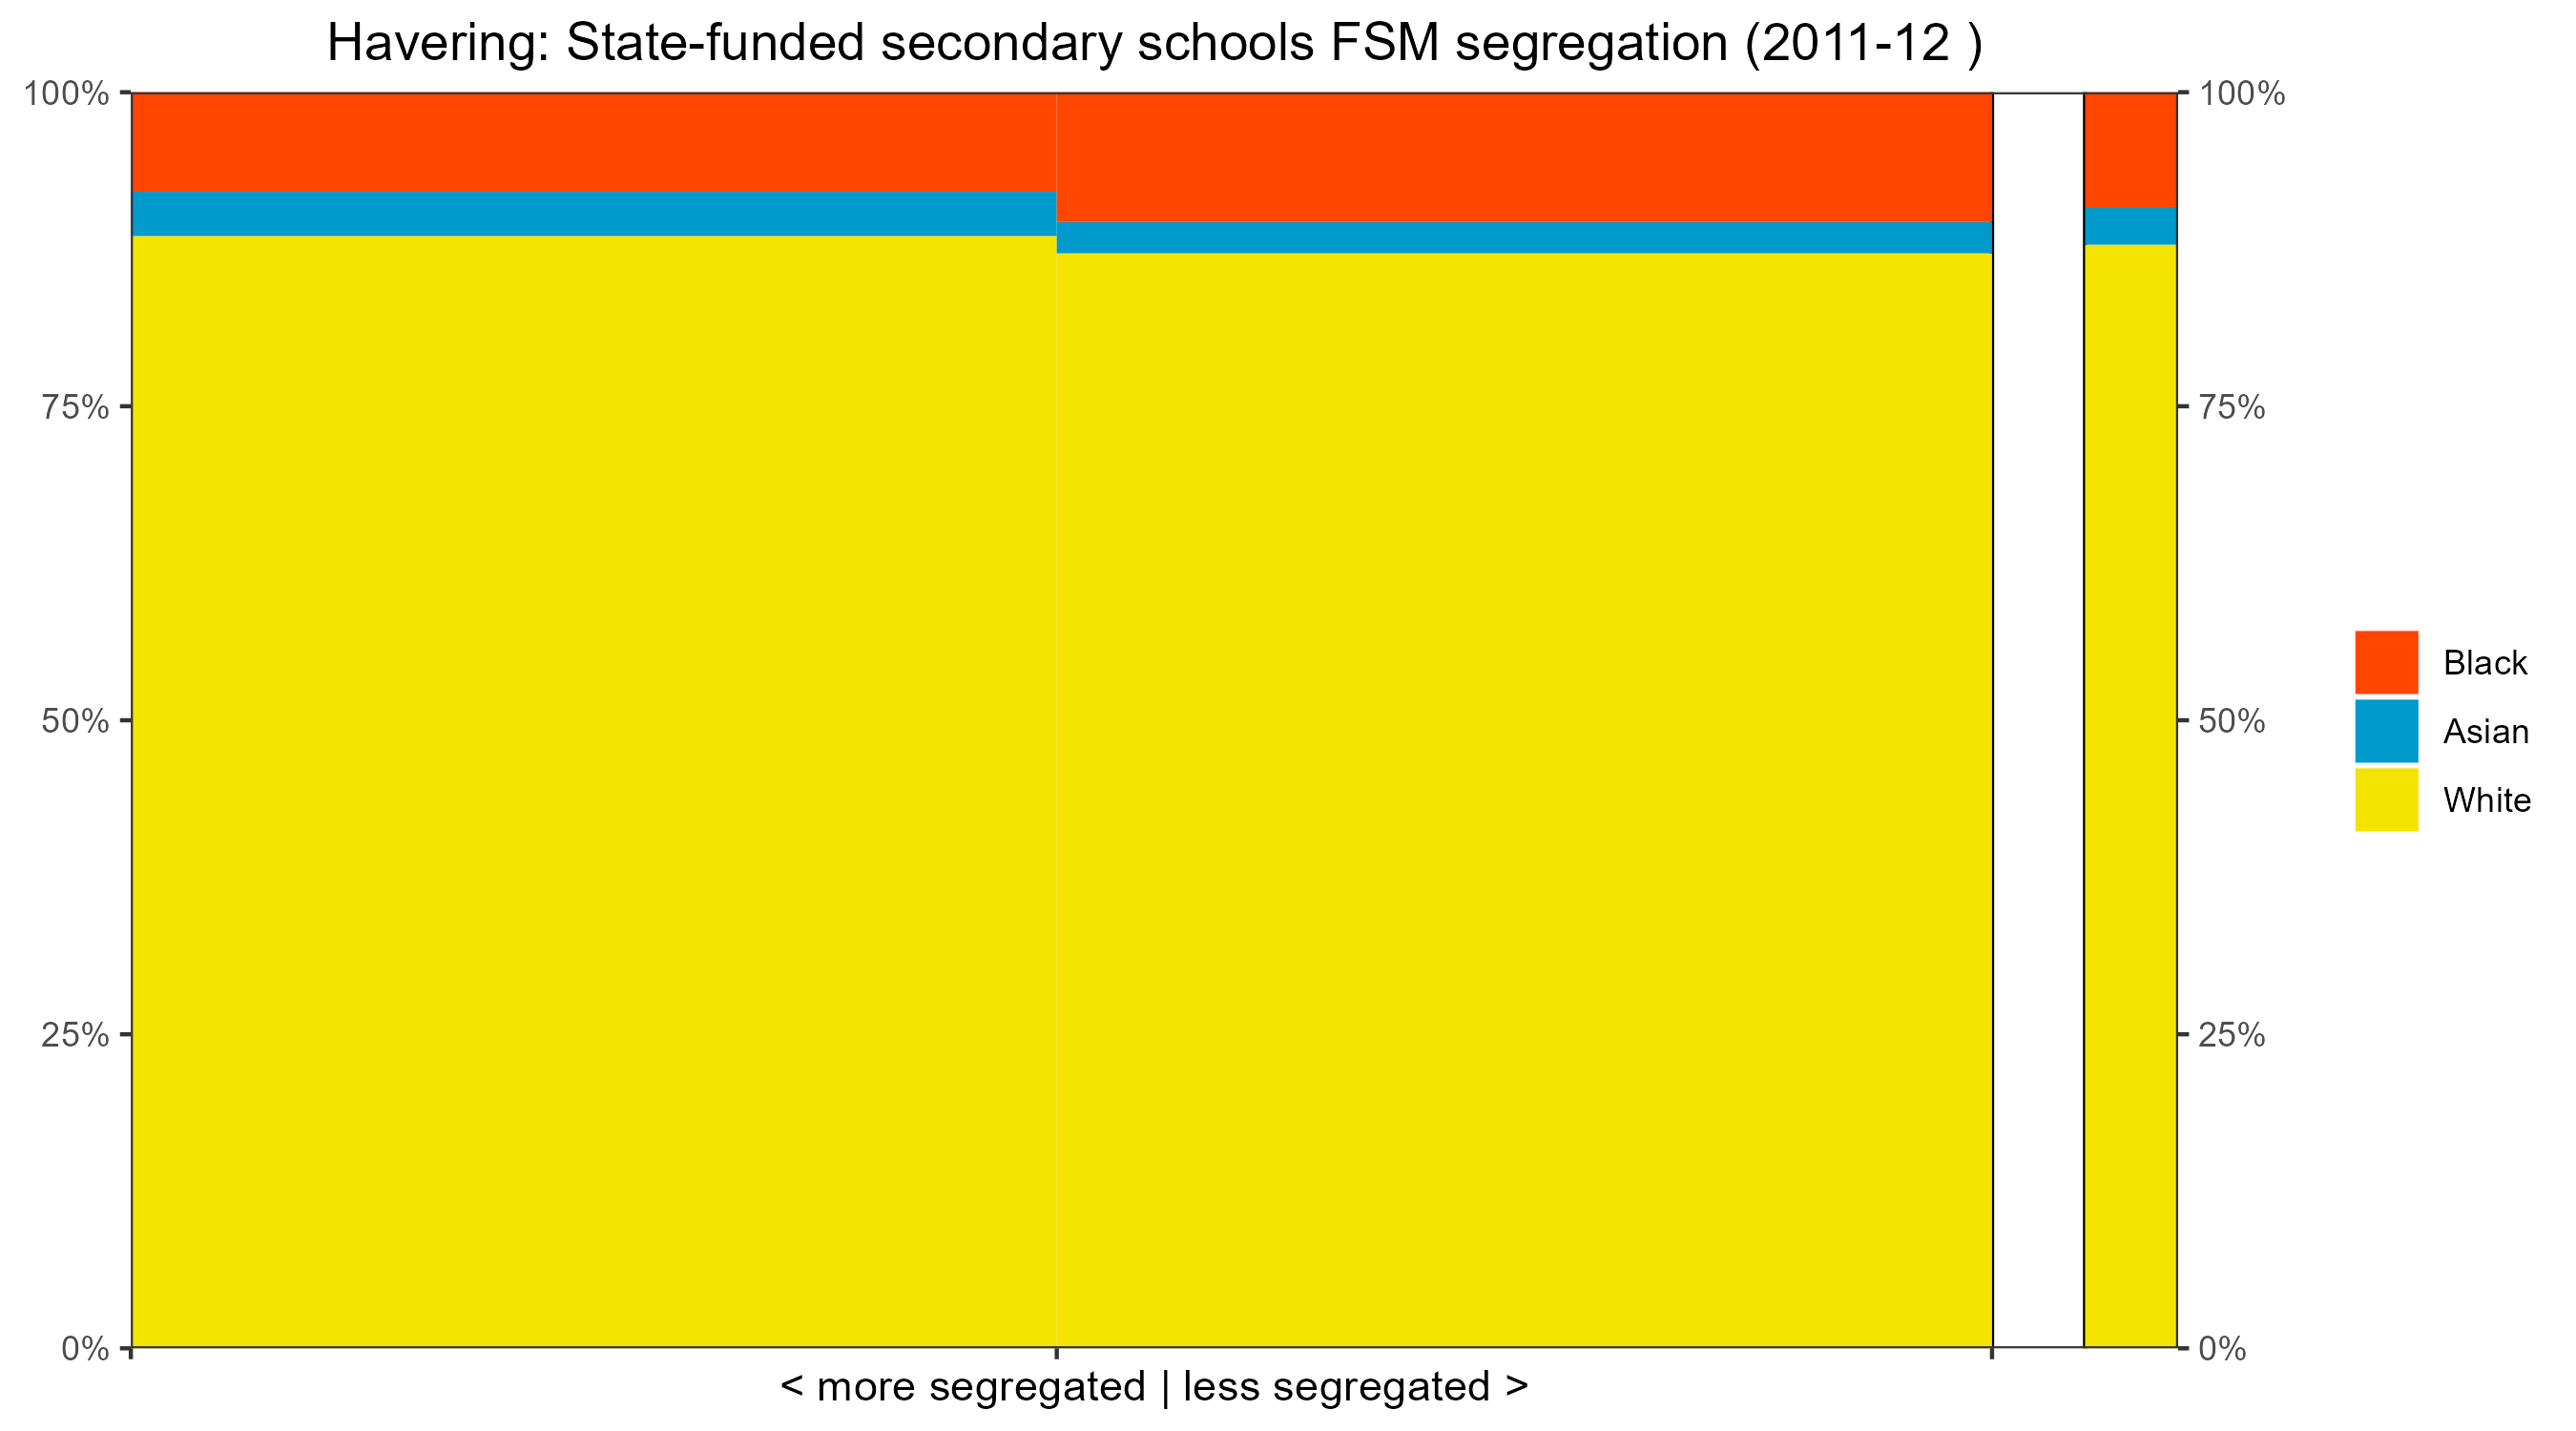 Havering: State-funded secondary schools FSM segregation (2011-12 )
100%
75%
50%
25%
0%
100%
75%
50%
25%
0%
< more segregated | less segregated >
Black
Asian
White